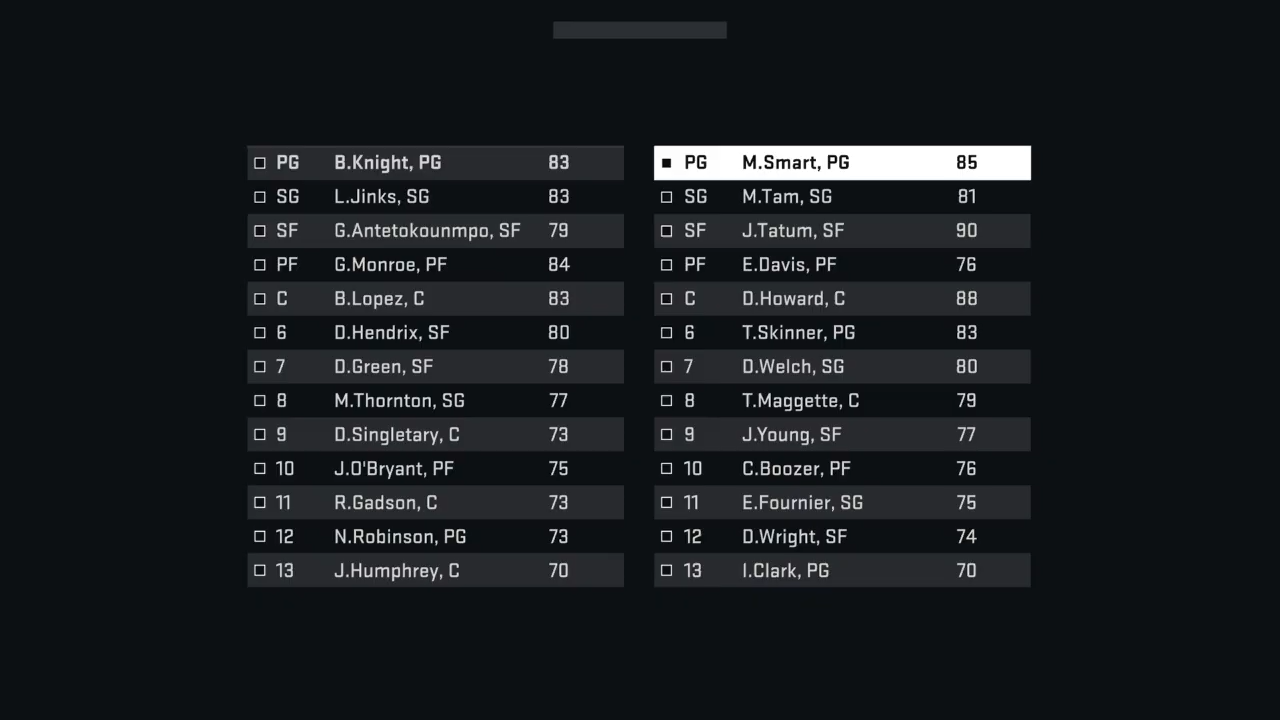 PG B.Knight, PG 83
SG L.Jinks, SG 83
SF G.Antetokounmpo, SF 79
PF G.Monroe, PF 84
C B.Lopez, C 83
6 D.Hendrix, SF 80
7 D.Green, SF 78
8 M.Thornton, SG 77
9 D.Singletary, C 73
10 J.O'Bryant, PF 75
11 R.Gadson, C 73
12 N.Robinson, PG 73
13 J.Humphrey, C 70
PG M.Smart, PG 85
SG M.Tam, SG 81
SF J.Tatum, SF 90
PF E.Davis, PF 76
C D.Howard, C 88
6 T.Skinner, PG 83
7 D.Welch, SG 80
8 T.Maggette, C 79
9 J.Young, SF 77
10 C.Boozer, PF 76
11 E.Fournier, SG 75
12 D.Wright, SF 74
13 I.Clark, PG 70